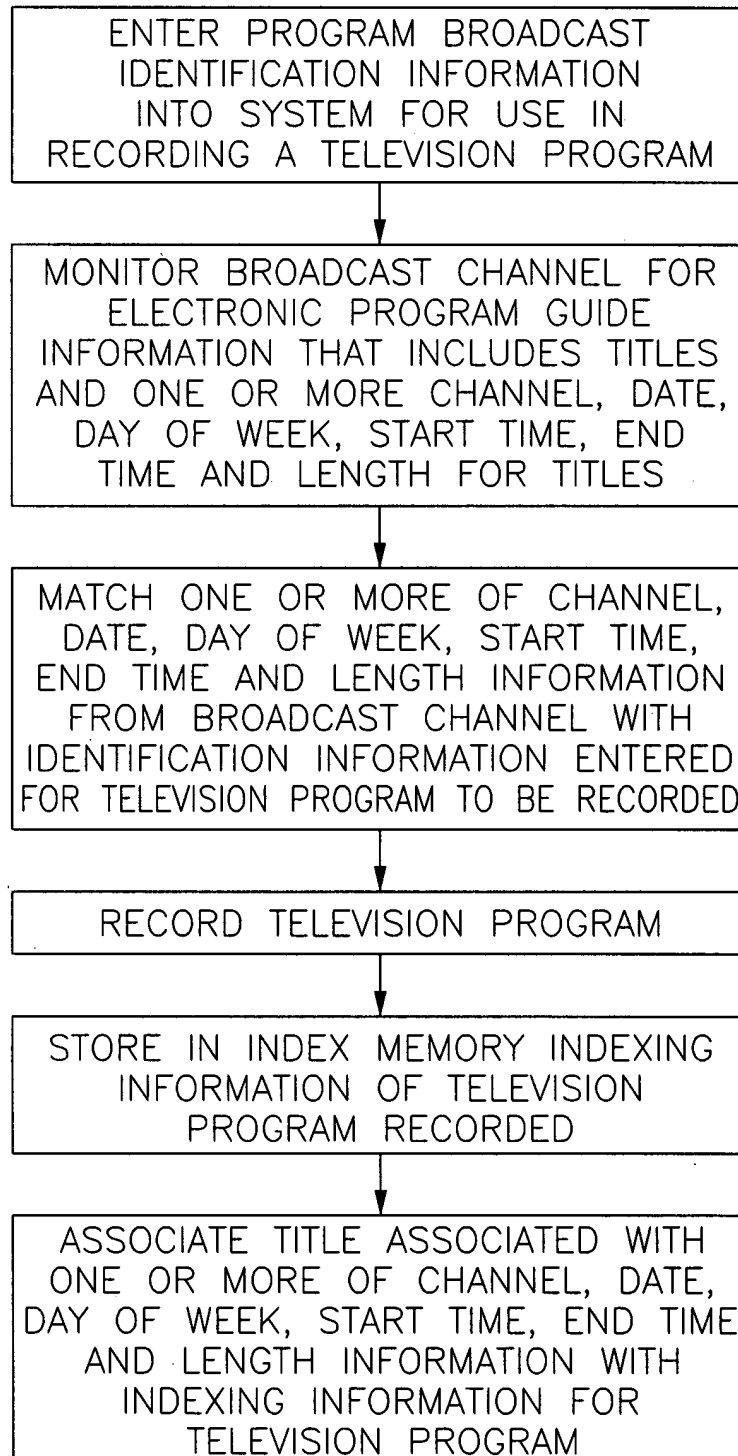 ENTER PROGRAM BROADCAST
IDENTIFICATION INFORMATION
INTO SYSTEM FOR USE IN
RECORDING A TELEVISION PROGRAM
MONITOR BROADCAST CHANNEL FOR
ELECTRONIC PROGRAM GUIDE
INFORMATION THAT INCLUDES TITLES
AND ONE OR MORE CHANNEL, DATE,
DAY OF WEEK, START TIME, END
TIME AND LENGTH FOR TITLES
MATCH ONE OR MORE OF CHANNEL,
DATE, DAY OF WEEK, START TIME,
END TIME AND LENGTH INFORMATION
FROM BROADCAST CHANNEL WITH
IDENTIFICATION INFORMATION ENTERED
FOR TELEVISION PROGRAM TO BE RECORDED
RECORD TELEVISION PROGRAM
STORE IN INDEX MEMORY INDEXING
INFORMATION OF TELEVISION
PROGRAM RECORDED
ASSOCIATE TITLE ASSOCIATED WITH
ONE OR MORE OF CHANNEL, DATE,
DAY OF WEEK, START TIME, END TIME
AND LENGTH INFORMATION WITH
INDEXING INFORMATION FOR
TELEVISION PROGRAM